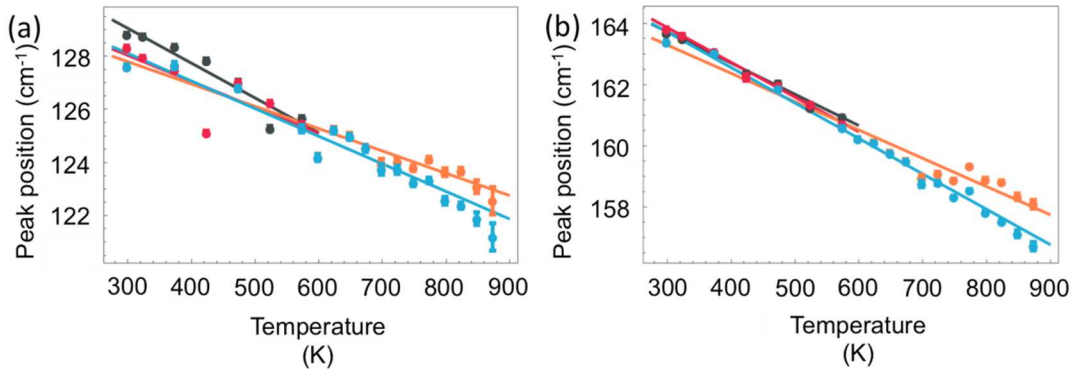 (a)
Peak position (cm⁻¹)
128
126
124
122
300 400 500 600 700 800 900
Temperature
(K)
(b)
Peak position (cm⁻¹)
164
162
160
158
300 400 500 600 700 800 900
Temperature
(K)